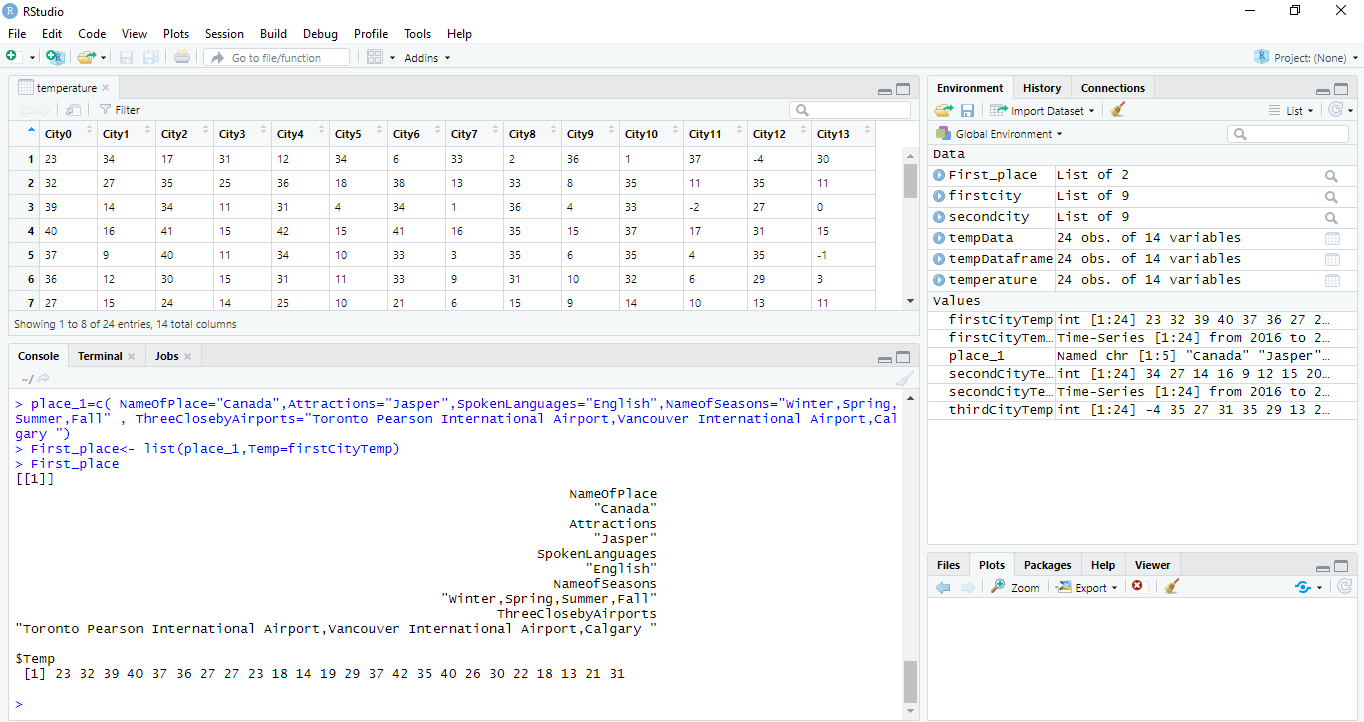 RStudio
File Edit Code View Plots Session Build Debug Profile Tools Help
Go to file/function Addins Project: (None)
temperature
Filter
City0 City1 City2 City3 City4 City5 City6 City7 City8 City9 City10 City11 City12 City13
1 23 34 17 31 12 34 6 33 2 36 1 37 -4 30
2 32 27 35 25 36 18 38 13 33 8 35 11 35 11
3 39 14 34 11 31 4 34 1 36 4 33 -2 27 0
4 40 16 41 15 42 15 41 16 35 15 37 17 31 15
5 37 9 40 11 34 10 33 3 35 6 35 4 35 -1
6 36 12 30 15 31 11 33 9 31 10 32 6 29 3
7 27 15 24 14 25 10 21 6 15 9 14 10 13 11
Showing 1 to 8 of 24 entries, 14 total columns
Console Terminal Jobs
~/
> place_1=c( NameOfPlace="Canada",Attractions="Jasper",SpokenLanguages="English",NameofSeasons="Winter,Spring,
Summer,Fall" , ThreeClosebyAirports="Toronto Pearson International Airport,Vancouver International Airport,Cal
gary ")
> First_place<- list(place_1,Temp=firstCityTemp)
> First_place
[[1]]
NameOfPlace
"Canada"
Attractions
"Jasper"
SpokenLanguages
"English"
NameofSeasons
"Winter,Spring,Summer,Fall"
ThreeClosebyAirports
"Toronto Pearson International Airport,Vancouver International Airport,Calgary "
$Temp
[1] 23 32 39 40 37 36 27 27 23 18 14 19 29 37 42 35 40 26 30 22 18 13 21 31
>
Environment History Connections
Import Dataset List
Global Environment
Data
First_place List of 2
firstcity List of 9
secondcity List of 9
tempData 24 obs. of 14 variables
tempDataframe 24 obs. of 14 variables
temperature 24 obs. of 14 variables
Values
firstCityTemp int [1:24] 23 32 39 40 37 36 27 2…
firstCityTem… Time-Series [1:24] from 2016 to 2…
place_1 Named chr [1:5] "Canada" "Jasper"…
secondCityTe… int [1:24] 34 27 14 16 9 12 15 20…
secondCityTe… Time-Series [1:24] from 2016 to 2…
thirdCityTemp int [1:24] -4 35 27 31 35 29 13 2…
Files Plots Packages Help Viewer
Zoom Export